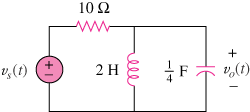 10 Ω
+
v_s(t)
−
2 H
1/4 F
+
v_o(t)
−